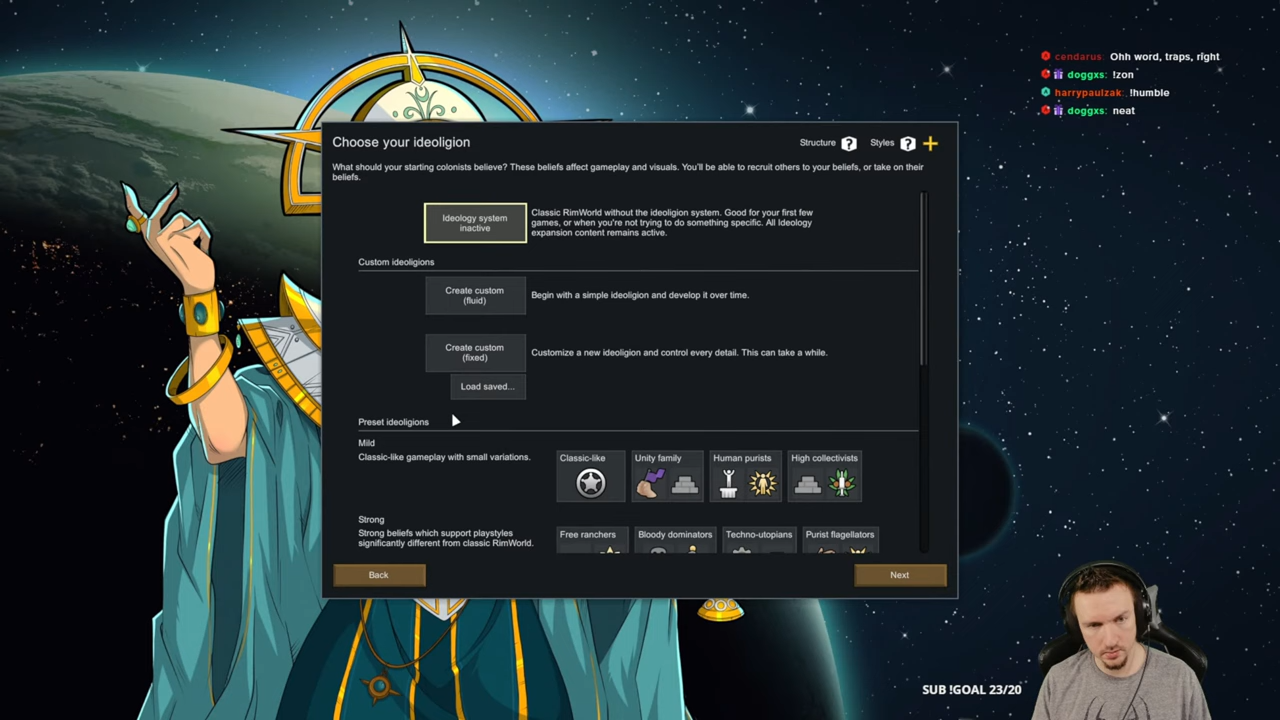 cendarus: Ohh word, traps, right
doggxs: !zon
harrypaulzak: !humble
doggxs: neat
Choose your ideoligion
Structure ?
Styles ?
What should your starting colonists believe? These beliefs affect gameplay and visuals. You'll be able to recruit others to your beliefs, or take on their
beliefs.
Ideology system
inactive
Classic RimWorld without the ideoligion system. Good for your first few
games, or when you're not trying to do something specific. All Ideology
expansion content remains active.
Custom ideoligions
Create custom
(fluid)
Begin with a simple ideoligion and develop it over time.
Create custom
(fixed)
Customize a new ideoligion and control every detail. This can take a while.
Load saved...
Preset ideoligions
Mild
Classic-like gameplay with small variations.
Classic-like
Unity family
Human purists
High collectivists
Strong
Strong beliefs which support playstyles
significantly different from classic RimWorld.
Free ranchers
Bloody dominators
Techno-utopians
Purist flagellators
Back
Next
SUB !GOAL 23/20